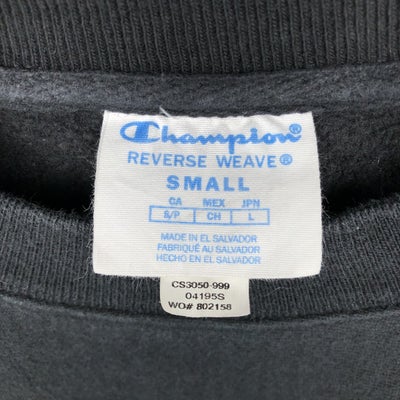 Champion®
REVERSE WEAVE®
SMALL
CA MEX JPN
S/P CH L
MADE IN EL SALVADOR
FABRIQUÉ AU SALVADOR
HECHO EN EL SALVADOR
CS3050-999
04195S
WO# 802158